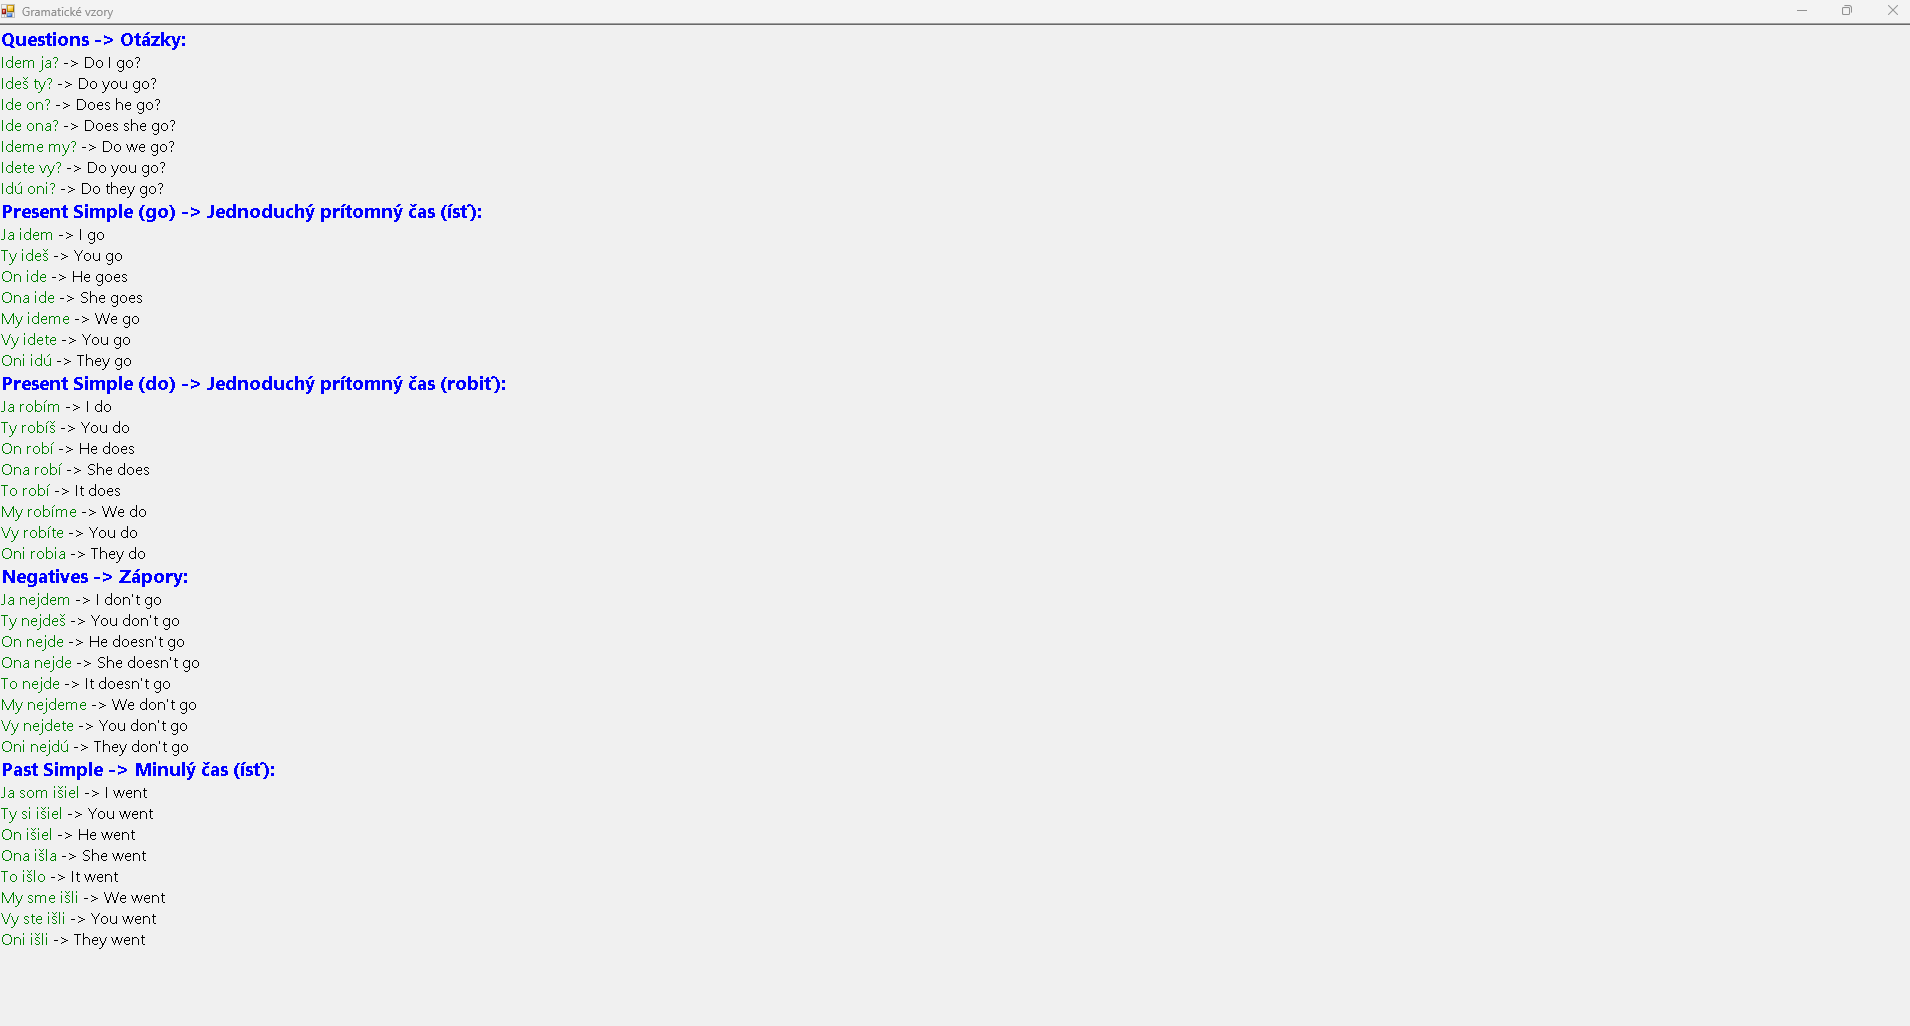 Gramatické vzory
Questions -> Otázky:
Idem ja? -> Do I go?
Ideš ty? -> Do you go?
Ide on? -> Does he go?
Ide ona? -> Does she go?
Ideme my? -> Do we go?
Idete vy? -> Do you go?
Idú oni? -> Do they go?
Present Simple (go) -> Jednoduchý prítomný čas (ísť):
Ja idem -> I go
Ty ideš -> You go
On ide -> He goes
Ona ide -> She goes
My ideme -> We go
Vy idete -> You go
Oni idú -> They go
Present Simple (do) -> Jednoduchý prítomný čas (robiť):
Ja robím -> I do
Ty robíš -> You do
On robí -> He does
Ona robí -> She does
To robí -> It does
My robíme -> We do
Vy robíte -> You do
Oni robia -> They do
Negatives -> Zápory:
Ja nejdem -> I don't go
Ty nejdeš -> You don't go
On nejde -> He doesn't go
Ona nejde -> She doesn't go
To nejde -> It doesn't go
My nejdeme -> We don't go
Vy nejdete -> You don't go
Oni nejdú -> They don't go
Past Simple -> Minulý čas (ísť):
Ja som išiel -> I went
Ty si išiel -> You went
On išiel -> He went
Ona išla -> She went
To išlo -> It went
My sme išli -> We went
Vy ste išli -> You went
Oni išli -> They went